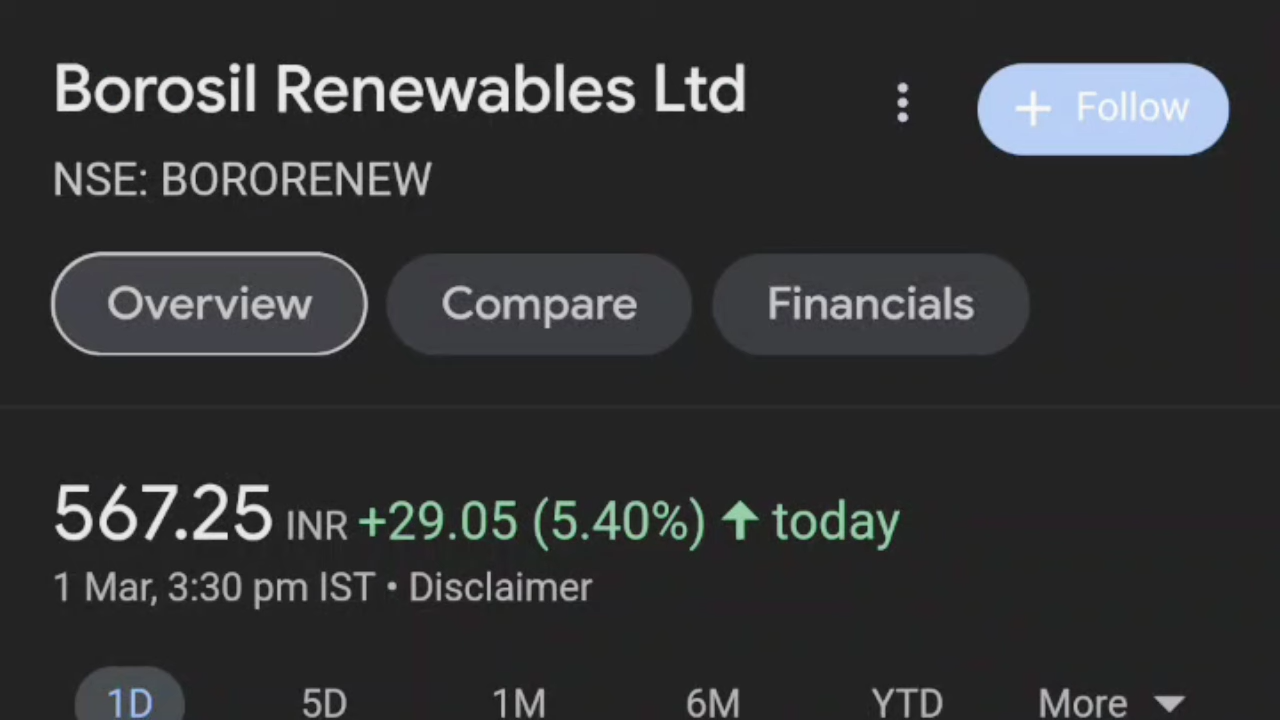 Borosil Renewables Ltd
+ Follow
NSE: BORORENEW
Overview Compare Financials
567.25 INR +29.05 (5.40%) ↑ today
1 Mar, 3:30 pm IST • Disclaimer
1D 5D 1M 6M YTD More